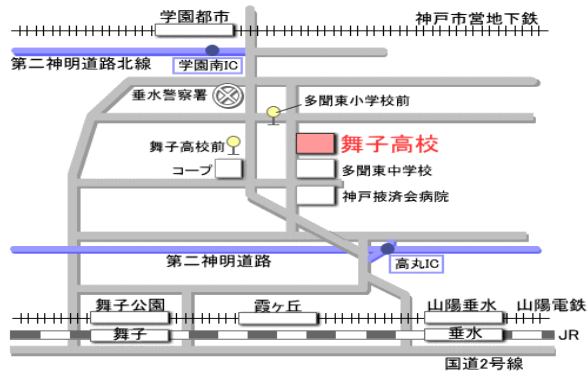 学園都市
神戸市営地下鉄
第二神明道路北線
学園南IC
垂水警察署
多聞東小学校前
舞子高校前
舞子高校
コープ
多聞東中学校
神戸掖済会病院
第二神明道路
高丸IC
舞子公園
霞ヶ丘
山陽垂水
山陽電鉄
舞子
垂水
JR
国道2号線